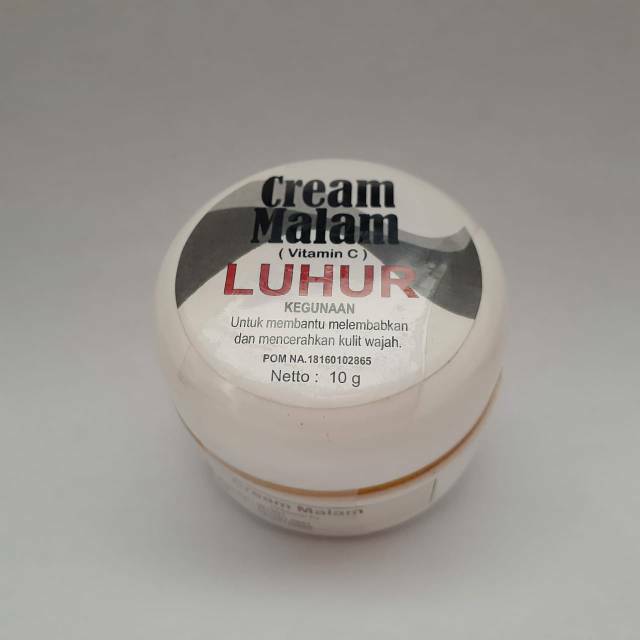 Cream
Malam
( Vitamin C )
LUHUR
KEGUNAAN
Untuk membantu melembabkan
dan mencerahkan kulit wajah.
POM NA.18160102865
Netto : 10 g
Cream Malam